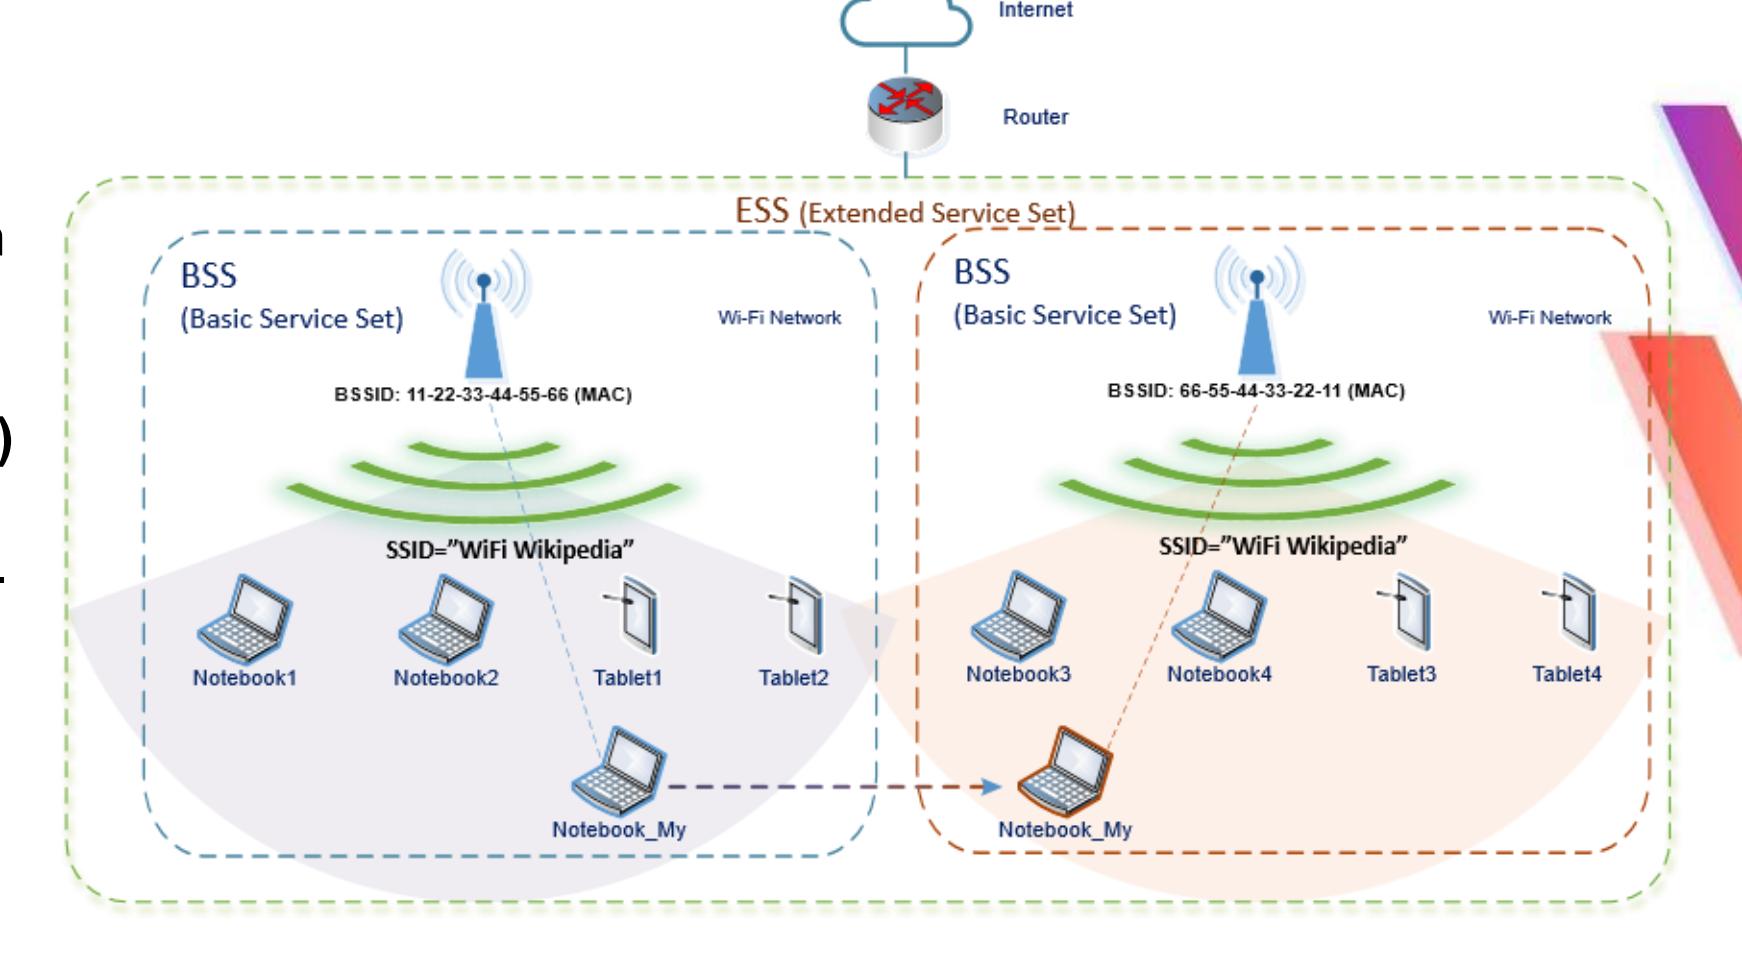 Internet
Router
ESS (Extended Service Set)
BSS
(Basic Service Set)
Wi-Fi Network
BSSID: 11-22-33-44-55-66 (MAC)
SSID=”WiFi Wikipedia”
Notebook1
Notebook2
Tablet1
Tablet2
Notebook_My
BSS
(Basic Service Set)
Wi-Fi Network
BSSID: 66-55-44-33-22-11 (MAC)
SSID=”WiFi Wikipedia”
Notebook3
Notebook4
Tablet3
Tablet4
Notebook_My